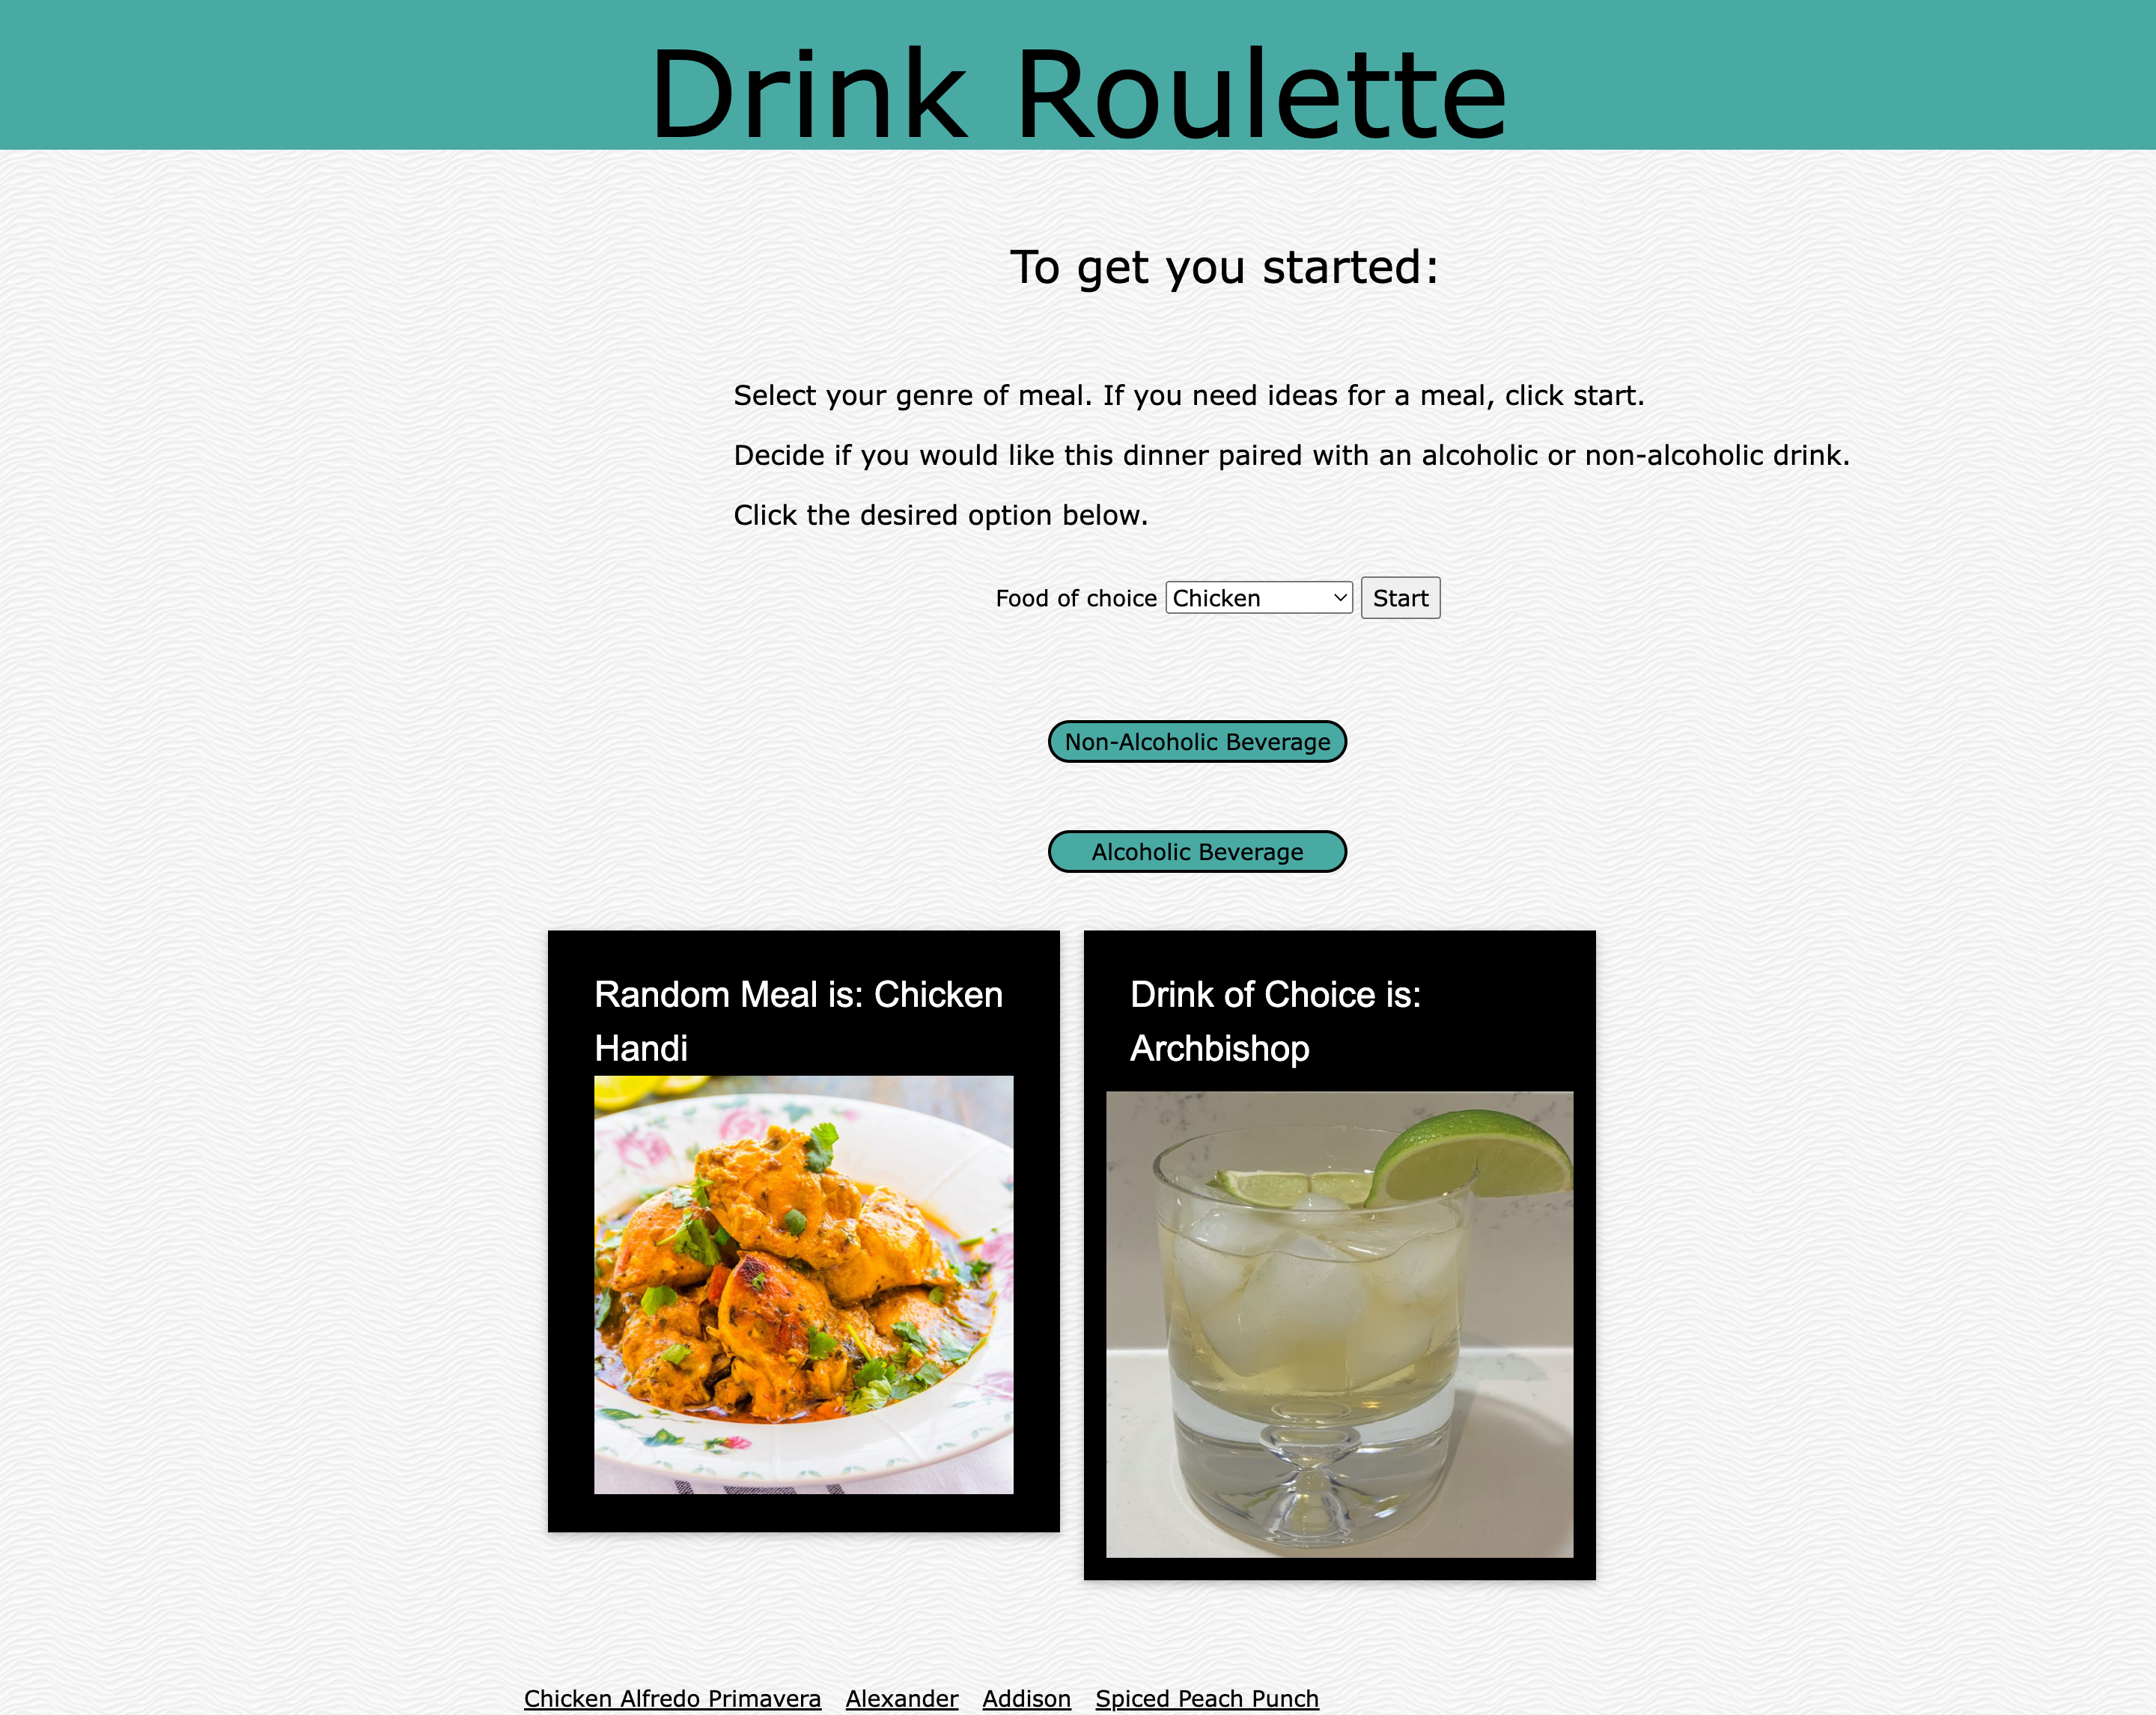 Drink Roulette
To get you started:
Select your genre of meal. If you need ideas for a meal, click start.
Decide if you would like this dinner paired with an alcoholic or non-alcoholic drink.
Click the desired option below.
Food of choice Chicken Start
Non-Alcoholic Beverage
Alcoholic Beverage
Random Meal is: Chicken
Handi
Drink of Choice is:
Archbishop
Chicken Alfredo Primavera Alexander Addison Spiced Peach Punch